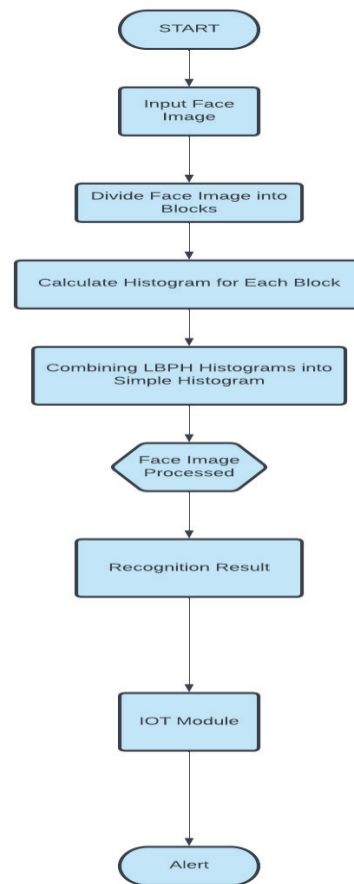 START
Input Face
Image
Divide Face Image into
Blocks
Calculate Histogram for Each Block
Combining LBPH Histograms into
Simple Histogram
Face Image
Processed
Recognition Result
IOT Module
Alert